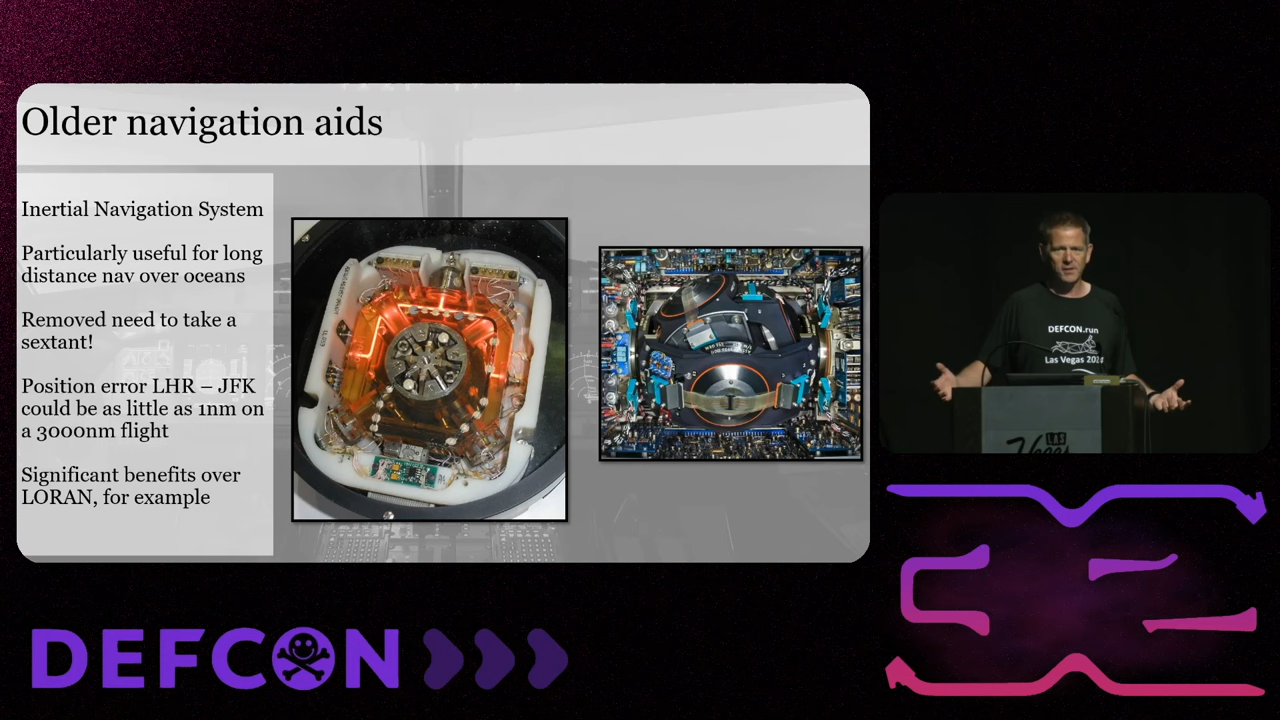 Older navigation aids
Inertial Navigation System
Particularly useful for long
distance nav over oceans
Removed need to take a
sextant!
Position error LHR – JFK
could be as little as 1nm on
a 3000nm flight
Significant benefits over
LORAN, for example
DEFCON.run
Las Vegas 2024
LAS
Vegas
DEFCON